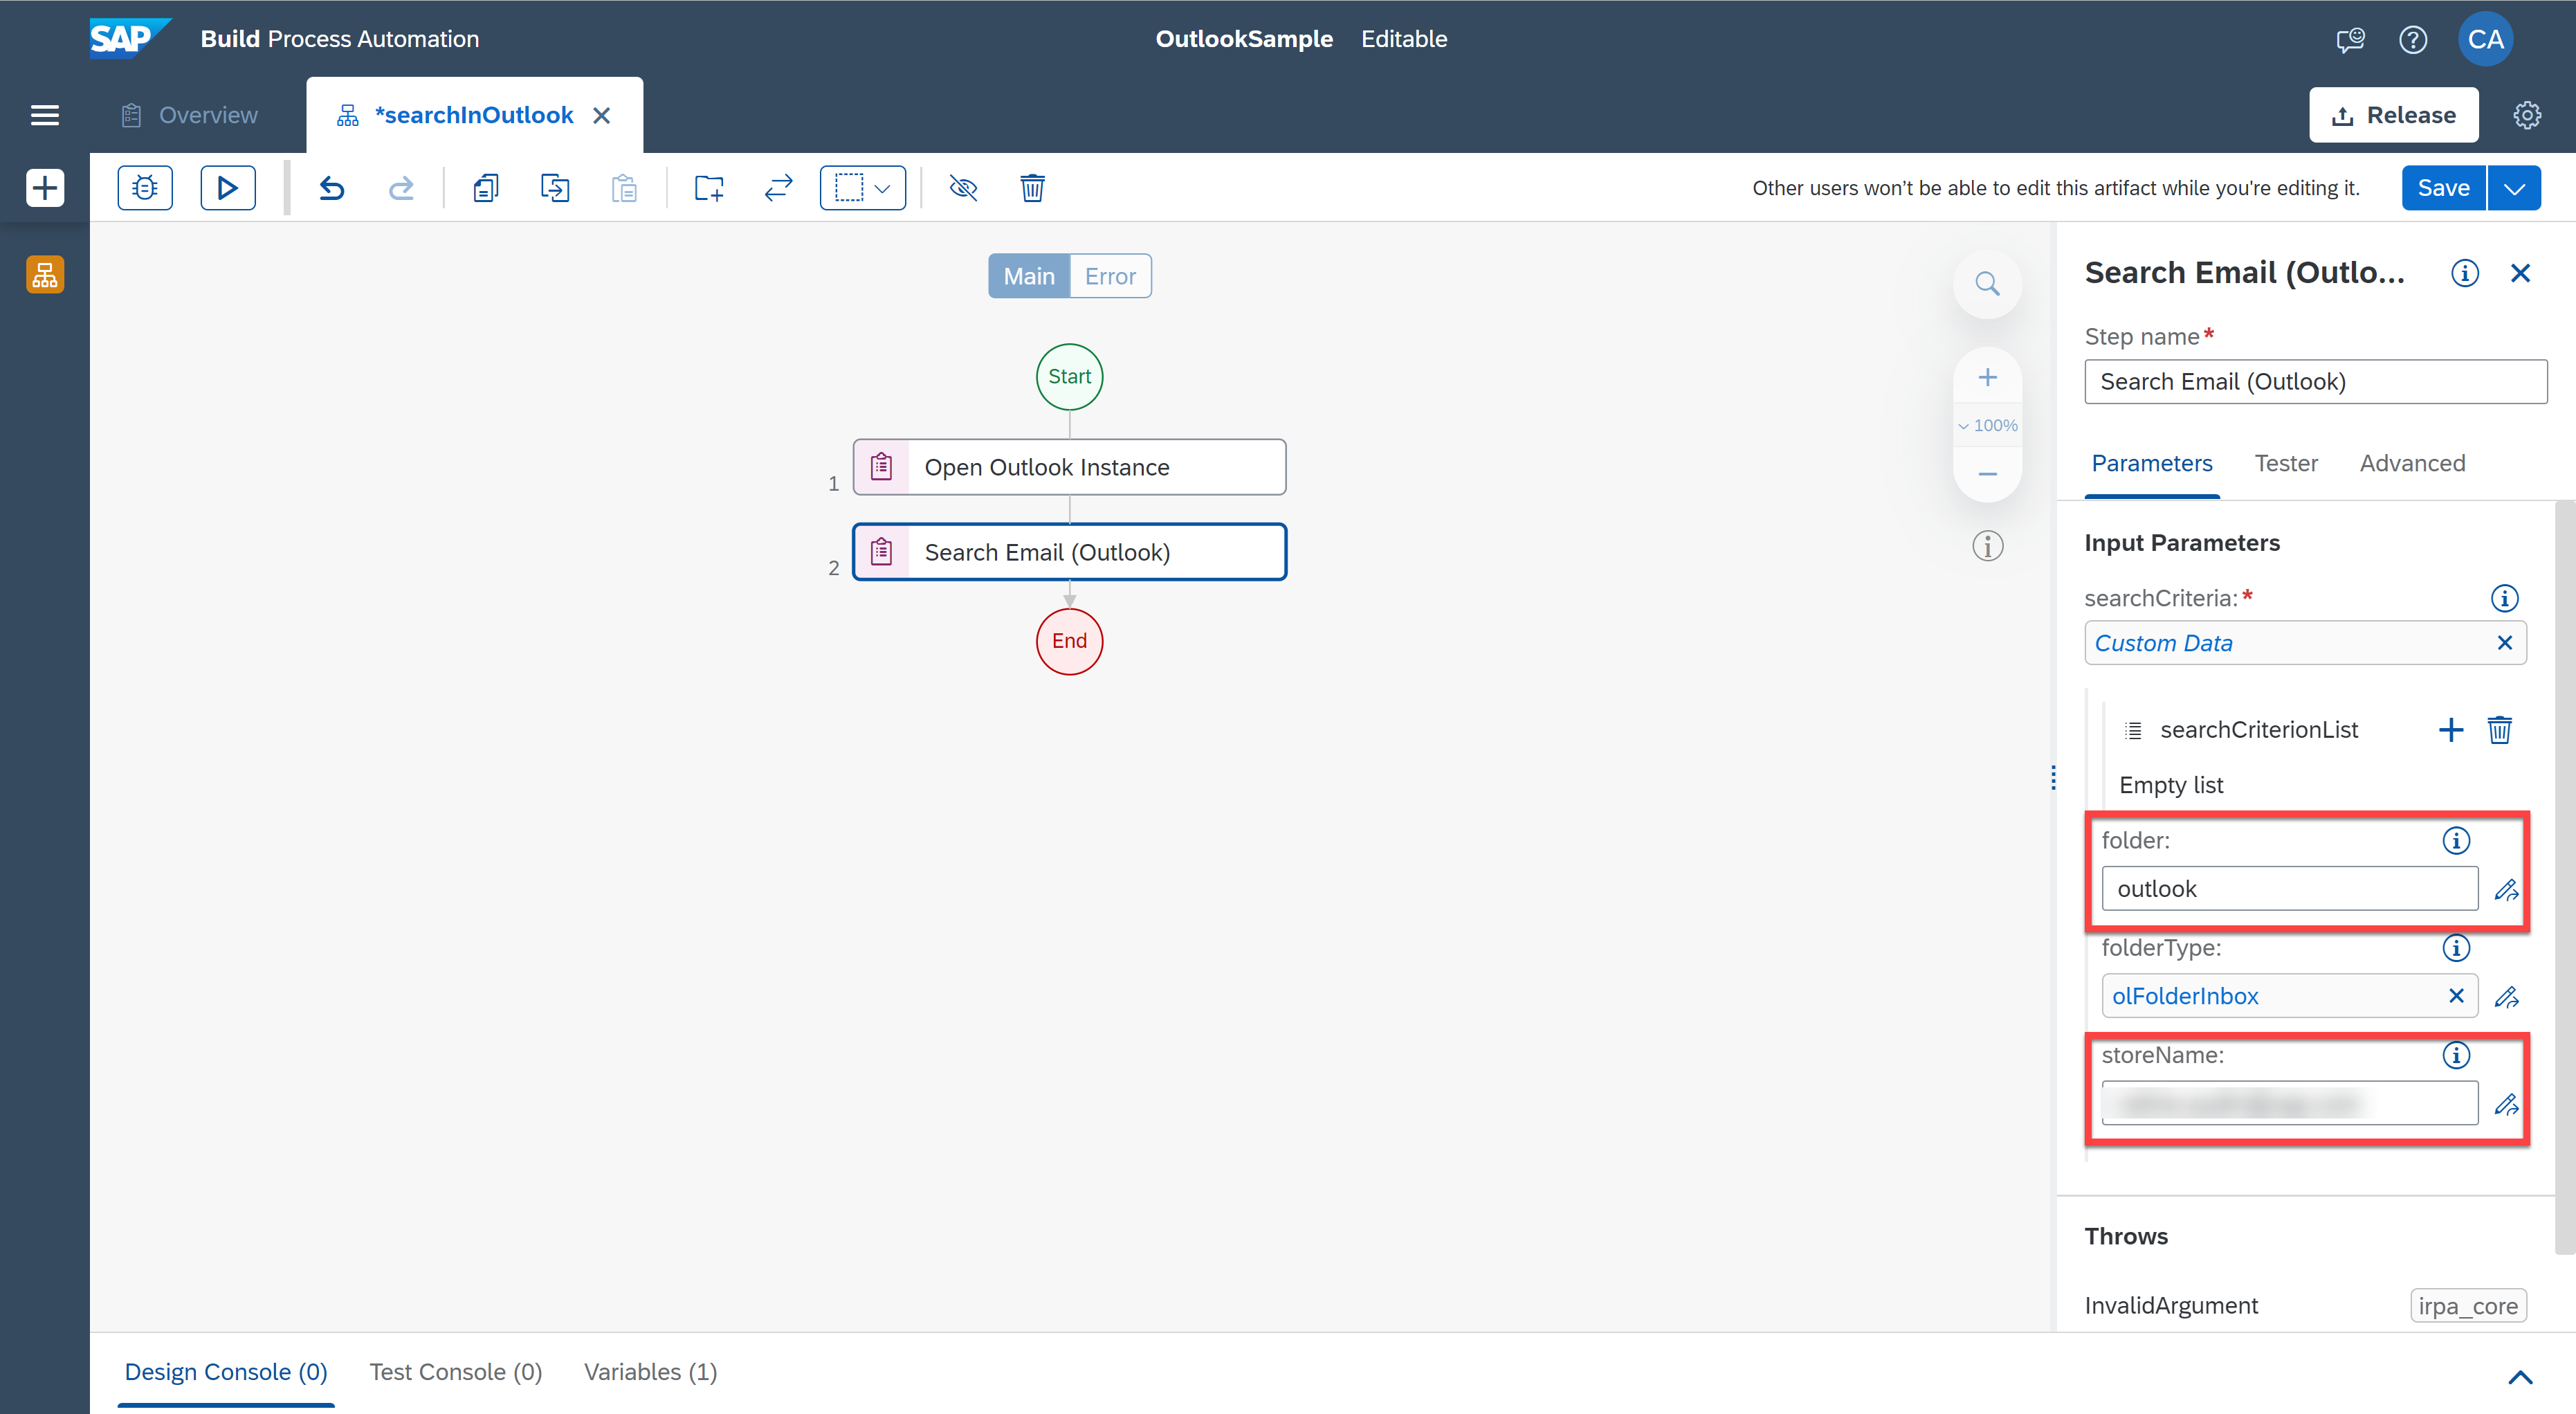 SAP Build Process Automation
OutlookSample Editable
CA
Overview
*searchInOutlook
Release
Other users won't be able to edit this artifact while you're editing it.
Save
Main
Error
Start
1
Open Outlook Instance
2
Search Email (Outlook)
End
100%
Search Email (Outlo...
Step name*
Search Email (Outlook)
Parameters
Tester
Advanced
Input Parameters
searchCriteria:*
Custom Data
searchCriterionList
Empty list
folder:
outlook
folderType:
olFolderInbox
storeName:
Throws
InvalidArgument
irpa_core
Design Console (0)
Test Console (0)
Variables (1)